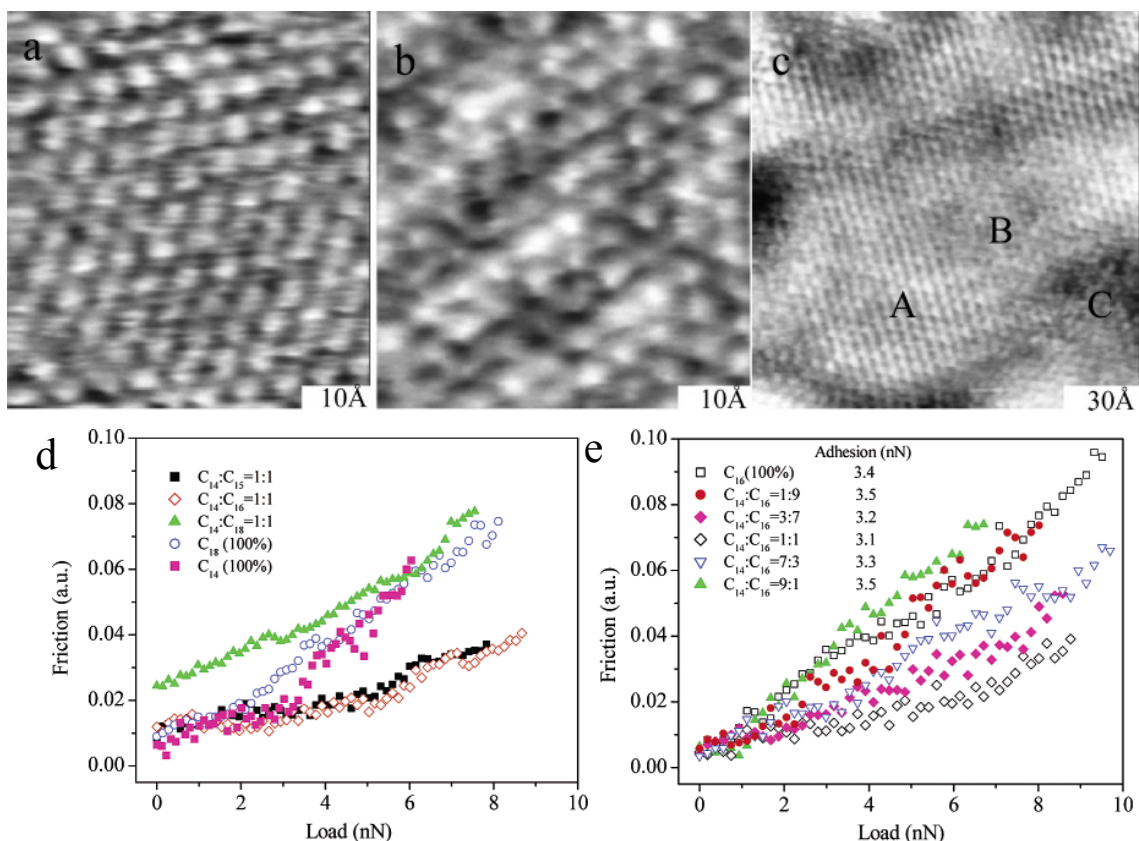 a
10Å
b
10Å
c
A
B
C
30Å
d
0.10
0.08
0.06
0.04
0.02
0.00
Friction (a.u.)
C₁₄:C₁₅=1:1
C₁₄:C₁₆=1:1
C₁₄:C₁₈=1:1
C₁₈ (100%)
C₁₄ (100%)
0 2 4 6 8 10
Load (nN)
e
0.10
0.08
0.06
0.04
0.02
0.00
Friction (a.u.)
Adhesion (nN)
C₁₆(100%) 3.4
C₁₄:C₁₆=1:9 3.5
C₁₄:C₁₆=3:7 3.2
C₁₄:C₁₆=1:1 3.1
C₁₄:C₁₆=7:3 3.3
C₁₄:C₁₆=9:1 3.5
0 2 4 6 8 10
Load (nN)